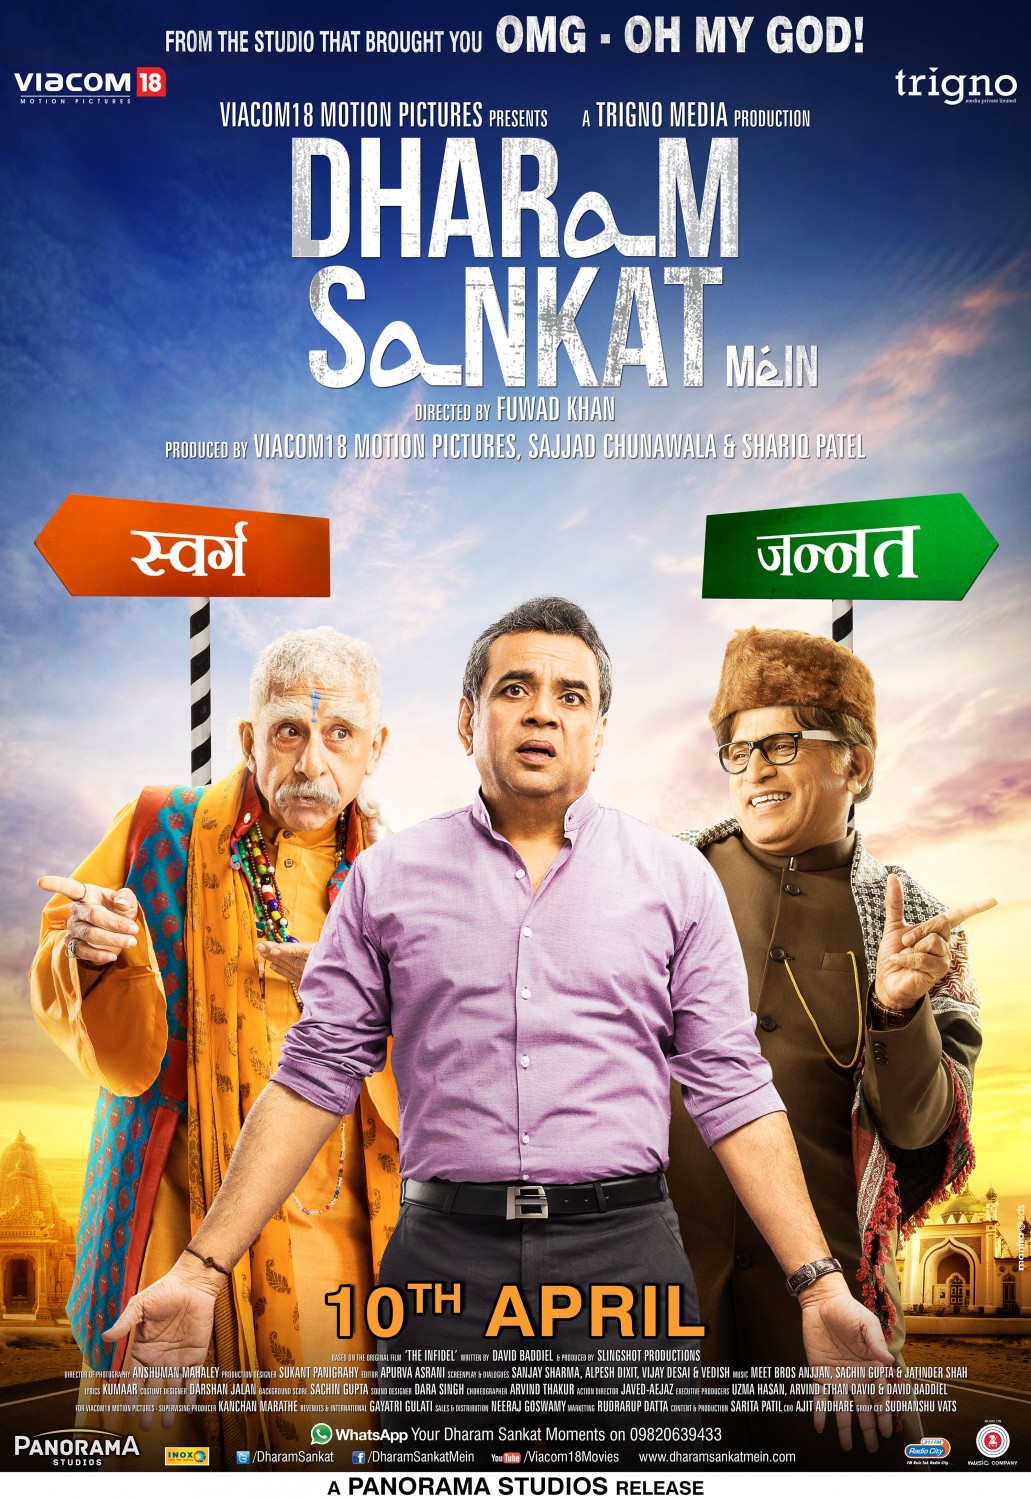 FROM THE STUDIO THAT BROUGHT YOU OMG - OH MY GOD!
VIACOM 18
MOTION PICTURES
trigno
media private limited
VIACOM18 MOTION PICTURES PRESENTS A TRIGNO MEDIA PRODUCTION
DHARaM
SaNKAT MeIN
DIRECTED BY FUWAD KHAN
PRODUCED BY VIACOM18 MOTION PICTURES, SAJJAD CHUNAWALA & SHARIQ PATEL
स्वर्ग
जन्नत
10TH APRIL
BASED ON THE ORIGINAL FILM 'THE INFIDEL' WRITTEN BY DAVID BADDIEL & PRODUCED BY SLINGSHOT PRODUCTIONS
DIRECTOR OF PHOTOGRAPHY ANSHUMAN MAHALEY PRODUCTION DESIGNER SUKANT PANIGRAHY EDITOR APURVA ASRANI SCREENPLAY & DIALOGUES SANJAY SHARMA, ALPESH DIXIT, VIJAY DESAI & VEDISH MUSIC MEET BROS ANJJAN, SACHIN GUPTA & JATINDER SHAH
LYRICS KUMAAR COSTUME DESIGNER DARSHAN JALAN BACKGROUND SCORE SACHIN GUPTA SOUND DESIGNER DARA SINGH CHOREOGRAPHER ARVIND THAKUR ACTION DIRECTOR JAVED-AEJAZ EXECUTIVE PRODUCERS UZMA HASAN, ARVIND ETHAN DAVID & DAVID BADDIEL
FOR VIACOM18 MOTION PICTURES - SUPERVISING PRODUCER KANCHAN MARATHE REVENUES & INTERNATIONAL GAYATRI GULATI SALES & DISTRIBUTION NEERAJ GOSWAMY MARKETING RUDRARUP DATTA CONTENT & PRODUCTION SARITA PATIL COO AJIT ANDHARE GROUP CEO SUDHANSHU VATS
WhatsApp Your Dharam Sankat Moments on 09820639433
PANORAMA
STUDIOS
INOX
/DharamSankat /DharamSankatMein YouTube /Viacom18Movies www.dharamsankatmein.com
Radio City
MUSIC COMPANY
A PANORAMA STUDIOS RELEASE